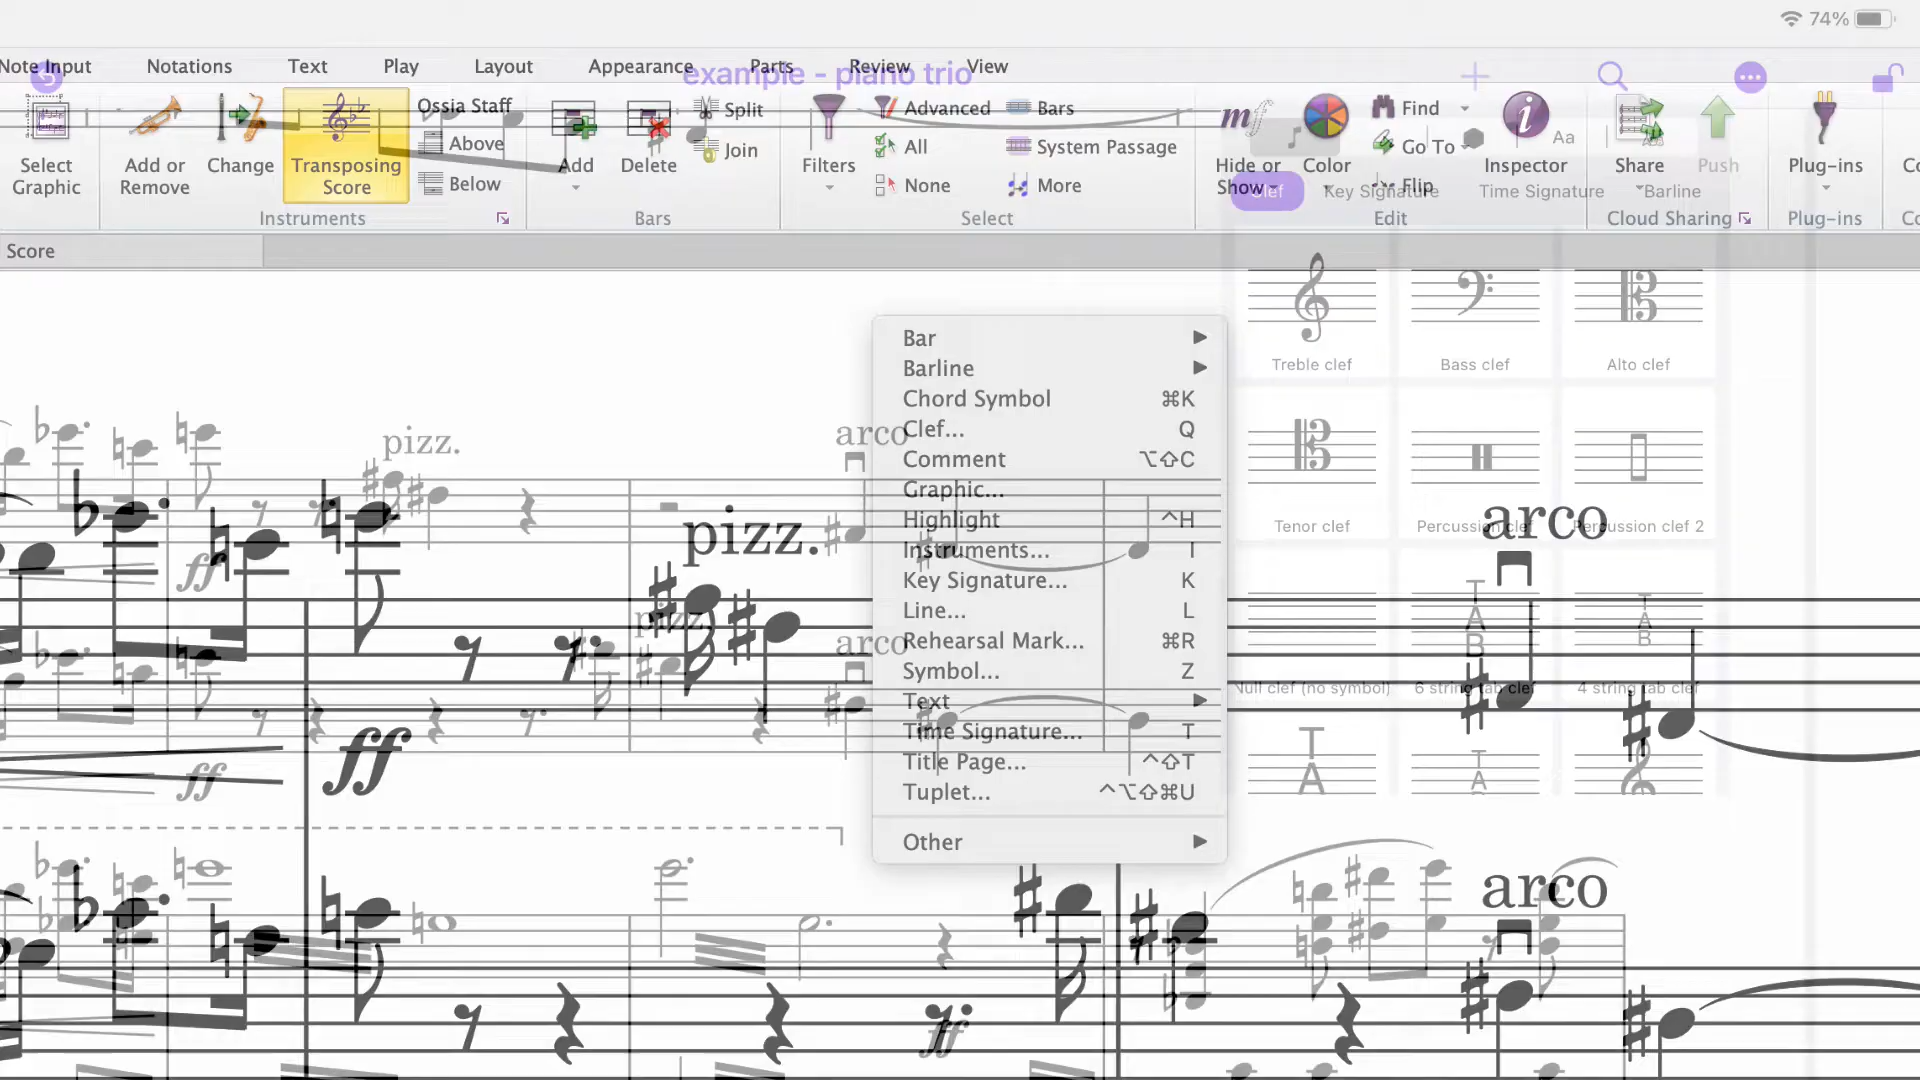 74%
Note Input Notations Text Play Layout Appearance Parts Review View
example - piano trio
Ossia Staff Split Advanced Bars Find
Above All System Passage Go To Aa
Join
Select Graphic
Add or Remove
Change
Transposing Score
Below
Add
Delete
Filters
None
More
mf
Hide or Show
Color
Flip
Inspector
Share
Push
Plug-ins
Clef Key Signature Time Signature Barline
Instruments Bars Select Edit Cloud Sharing Plug-ins
Score
Treble clef Bass clef Alto clef
Tenor clef Percussion clef Percussion clef 2
6 string tab clef 4 string tab clef
T
A
B
Bar
Barline
Chord Symbol ⌘K
Clef... Q
Comment ⌥⇧C
Graphic...
Highlight ^H
Instruments... I
Key Signature... K
Line... L
Rehearsal Mark... ⌘R
Symbol... Z
Text
Time Signature... T
Title Page... ^⇧T
Tuplet... ^⌥⇧⌘U
Other
pizz.
arco
pizz.
arco
ff
pizz.
arco
ff
ff
arco
ff